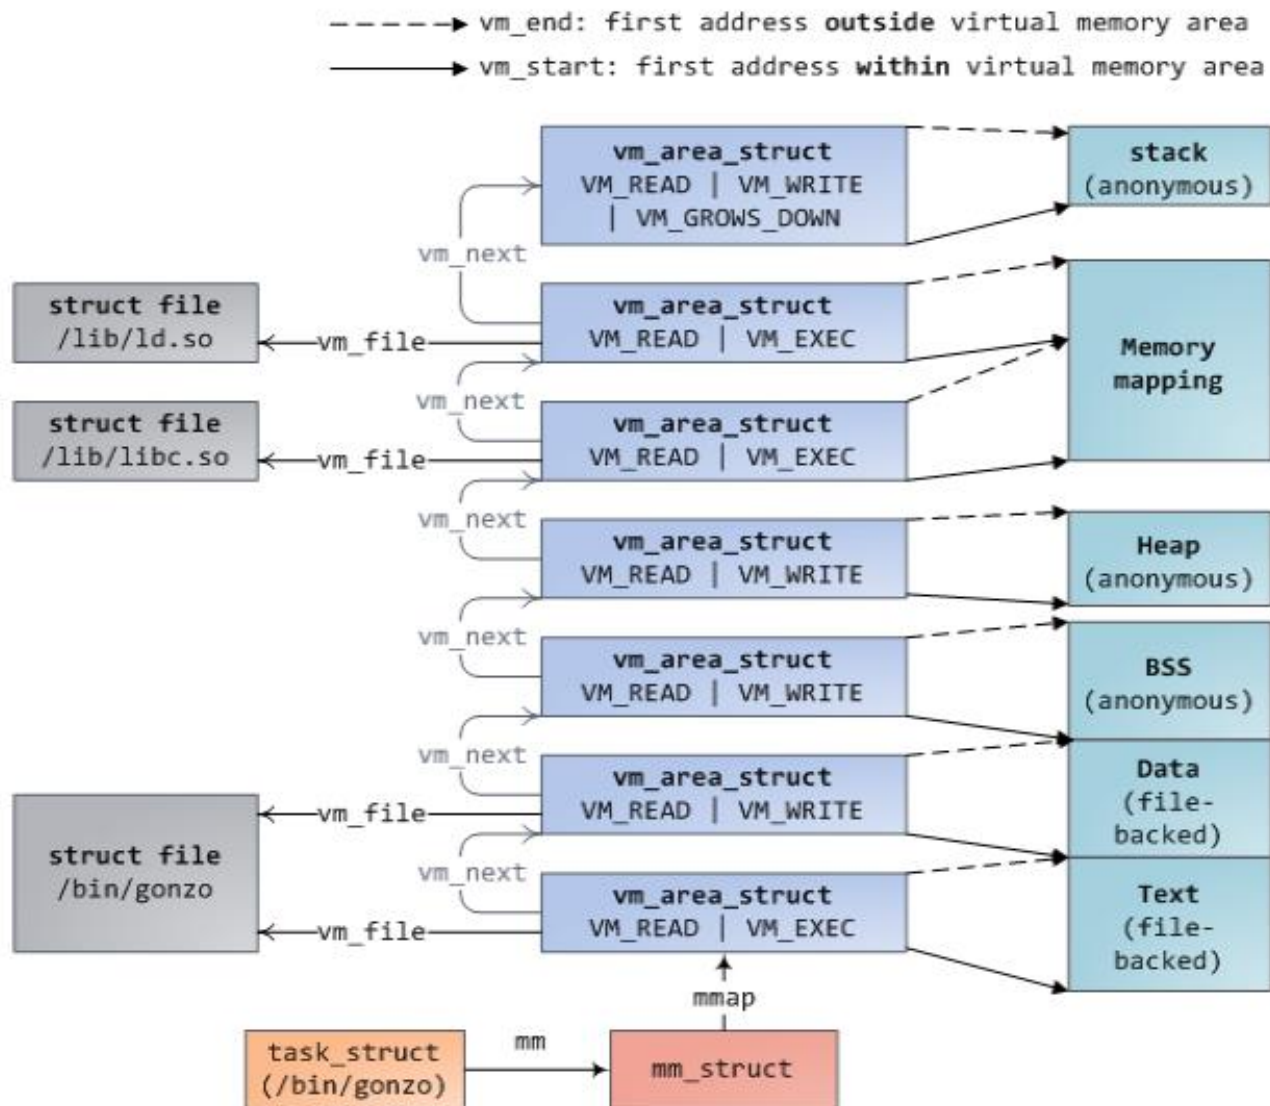 vm_end: first address outside virtual memory area
vm_start: first address within virtual memory area
vm_area_struct
VM_READ | VM_WRITE
| VM_GROWS_DOWN
stack
(anonymous)
vm_next
struct file
/lib/ld.so
vm_file
vm_area_struct
VM_READ | VM_EXEC
Memory
mapping
vm_next
struct file
/lib/libc.so
vm_file
vm_area_struct
VM_READ | VM_EXEC
vm_next
vm_area_struct
VM_READ | VM_WRITE
Heap
(anonymous)
vm_next
vm_area_struct
VM_READ | VM_WRITE
BSS
(anonymous)
vm_next
vm_area_struct
VM_READ | VM_WRITE
Data
(file-
backed)
vm_file
vm_next
struct file
/bin/gonzo
vm_file
vm_area_struct
VM_READ | VM_EXEC
Text
(file-
backed)
mmap
task_struct
(/bin/gonzo)
mm
mm_struct